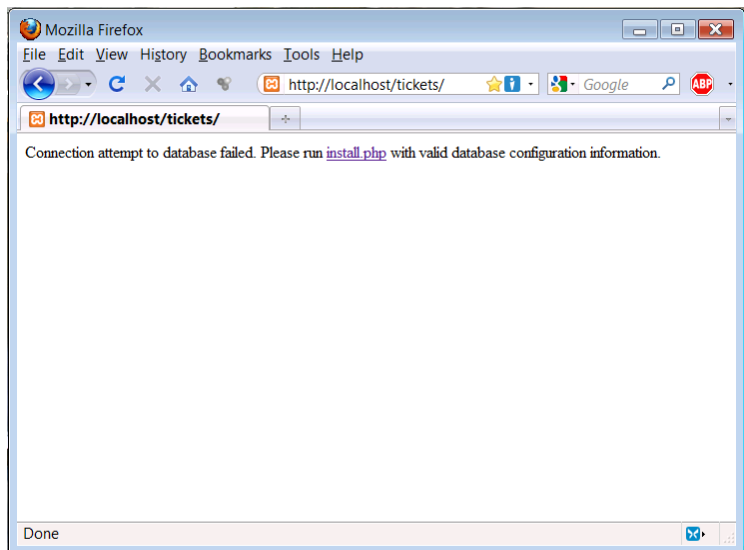 Mozilla Firefox
File Edit View History Bookmarks Tools Help
http://localhost/tickets/ Google ABP
http://localhost/tickets/
Connection attempt to database failed. Please run install.php with valid database configuration information.
Done